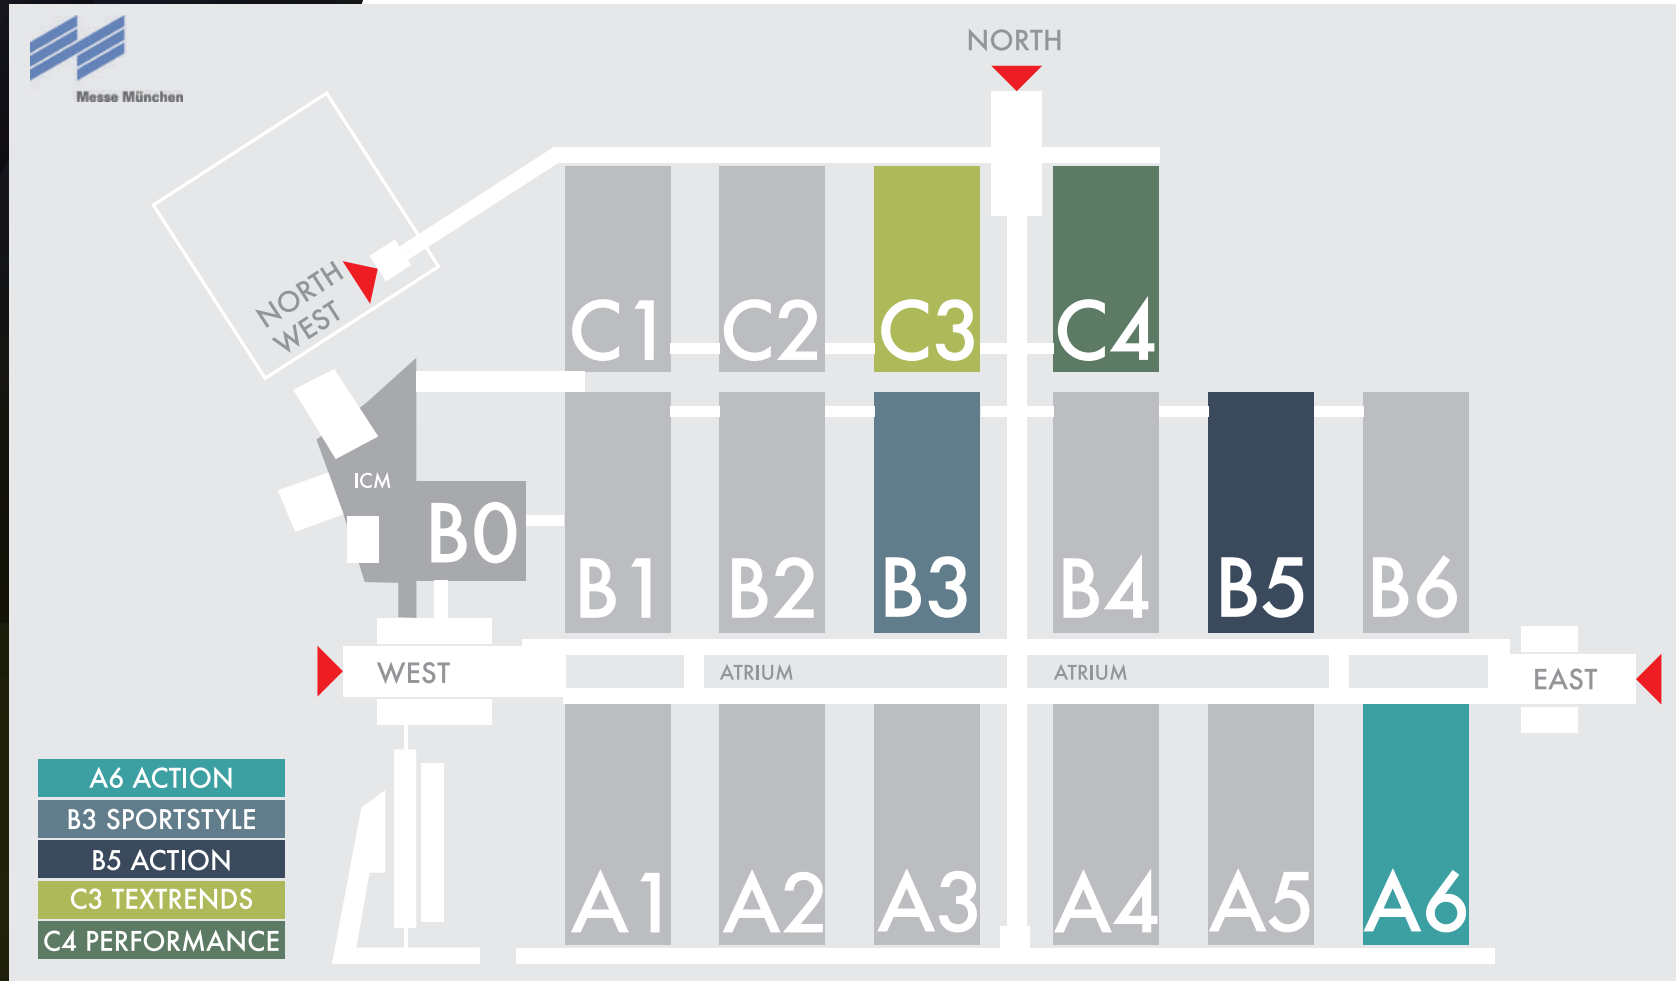 Messe München
NORTH
NORTH
WEST
C1 C2 C3 C4
ICM
B0
B1 B2 B3 B4 B5 B6
WEST
ATRIUM
ATRIUM
EAST
A6 ACTION
B3 SPORTSTYLE
B5 ACTION
C3 TEXTRENDS
C4 PERFORMANCE
A1 A2 A3 A4 A5 A6